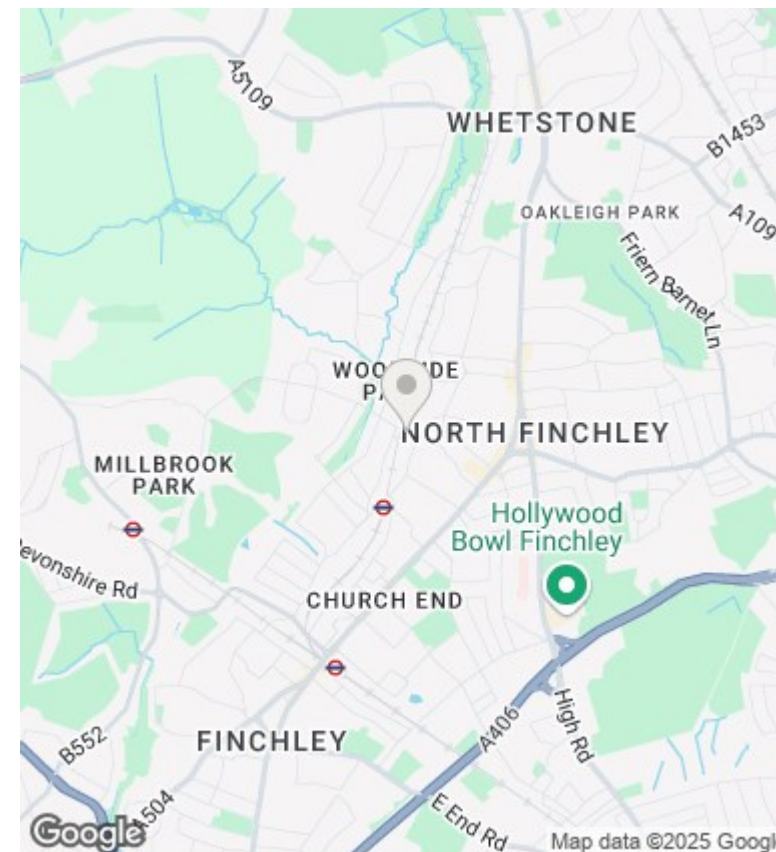 A5109
WHETSTONE
B1453
OAKLEIGH PARK
A109
Friern Barnet Ln
NORTH FINCHLEY
MILLBROOK
PARK
Hollywood
Bowl Finchley
Devonshire Rd
CHURCH END
FINCHLEY
A406
High Rd
B552
A504
E End Rd
Google
Map data ©2025 Googl